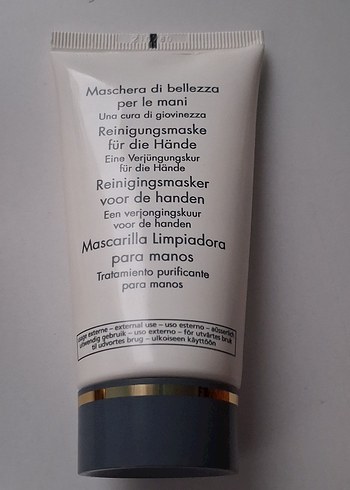 Maschera di bellezza
per le mani
Una cura di giovinezza
Reinigungsmaske
für die Hände
Eine Verjüngungskur
für die Hände
Reinigingsmasker
voor de handen
Een verjongingskuur
voor de handen
Mascarilla Limpiadora
para manos
Tratamiento purificante
para manos
usage externe – external use – uso esterno – äusserlich
uitwendig gebruik – uso externo – för utvärtes bruk
til udvortes brug – ulkoiseen käyttöön